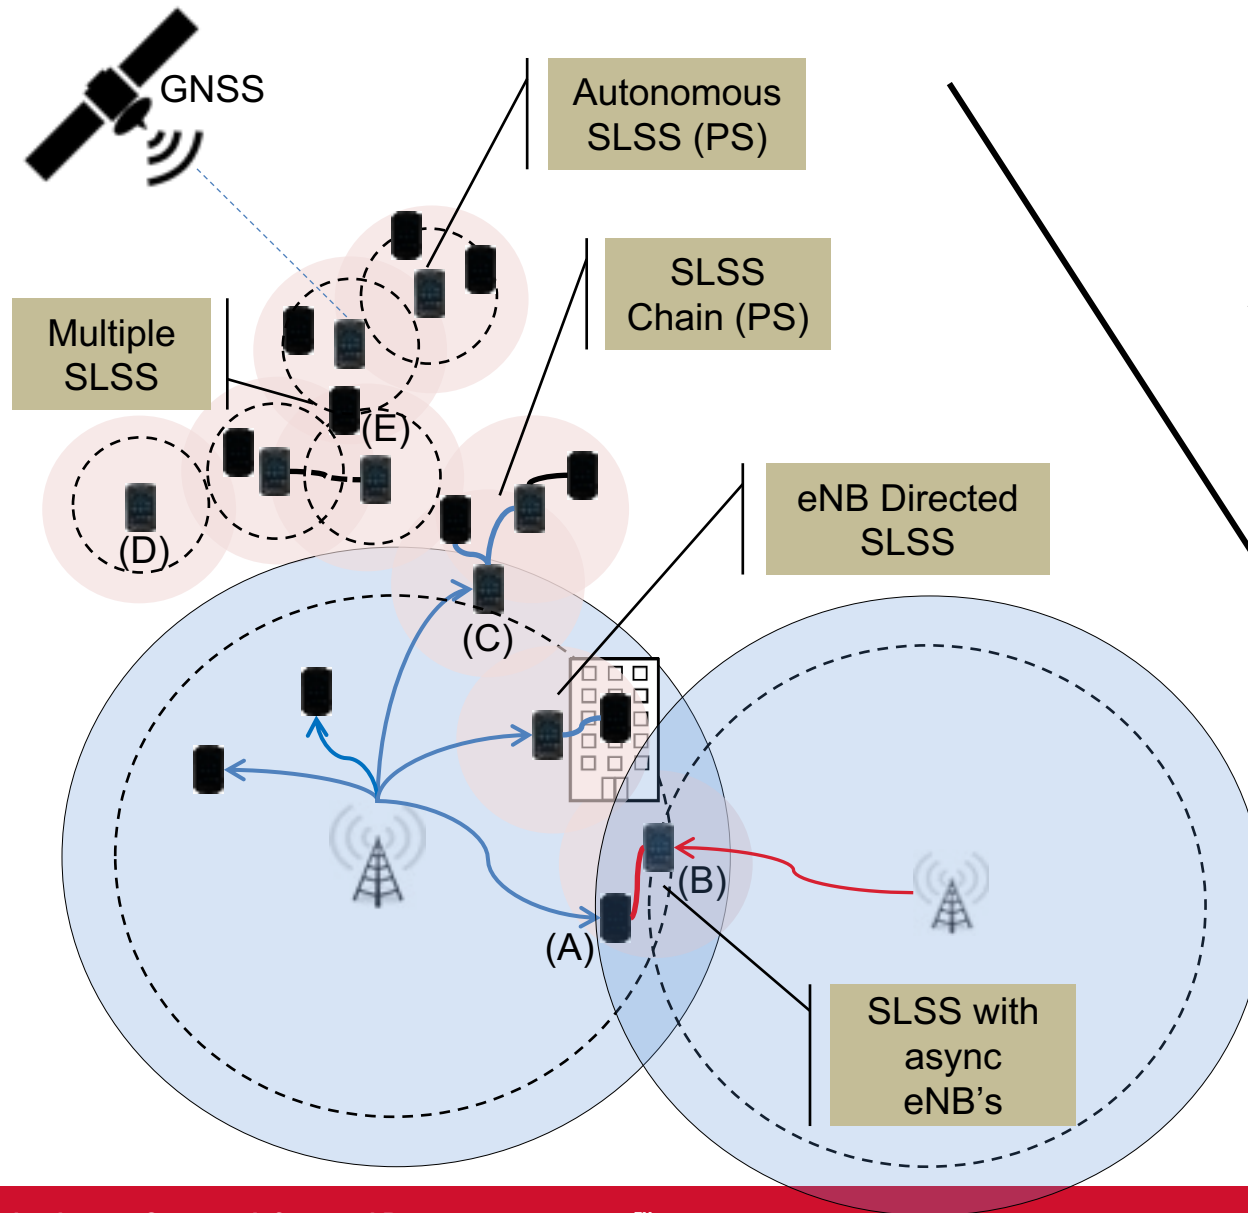 GNSS
Autonomous
SLSS (PS)
SLSS
Chain (PS)
Multiple
SLSS
(E)
eNB Directed
SLSS
(D)
(C)
(B)
(A)
SLSS with
async
eNB's